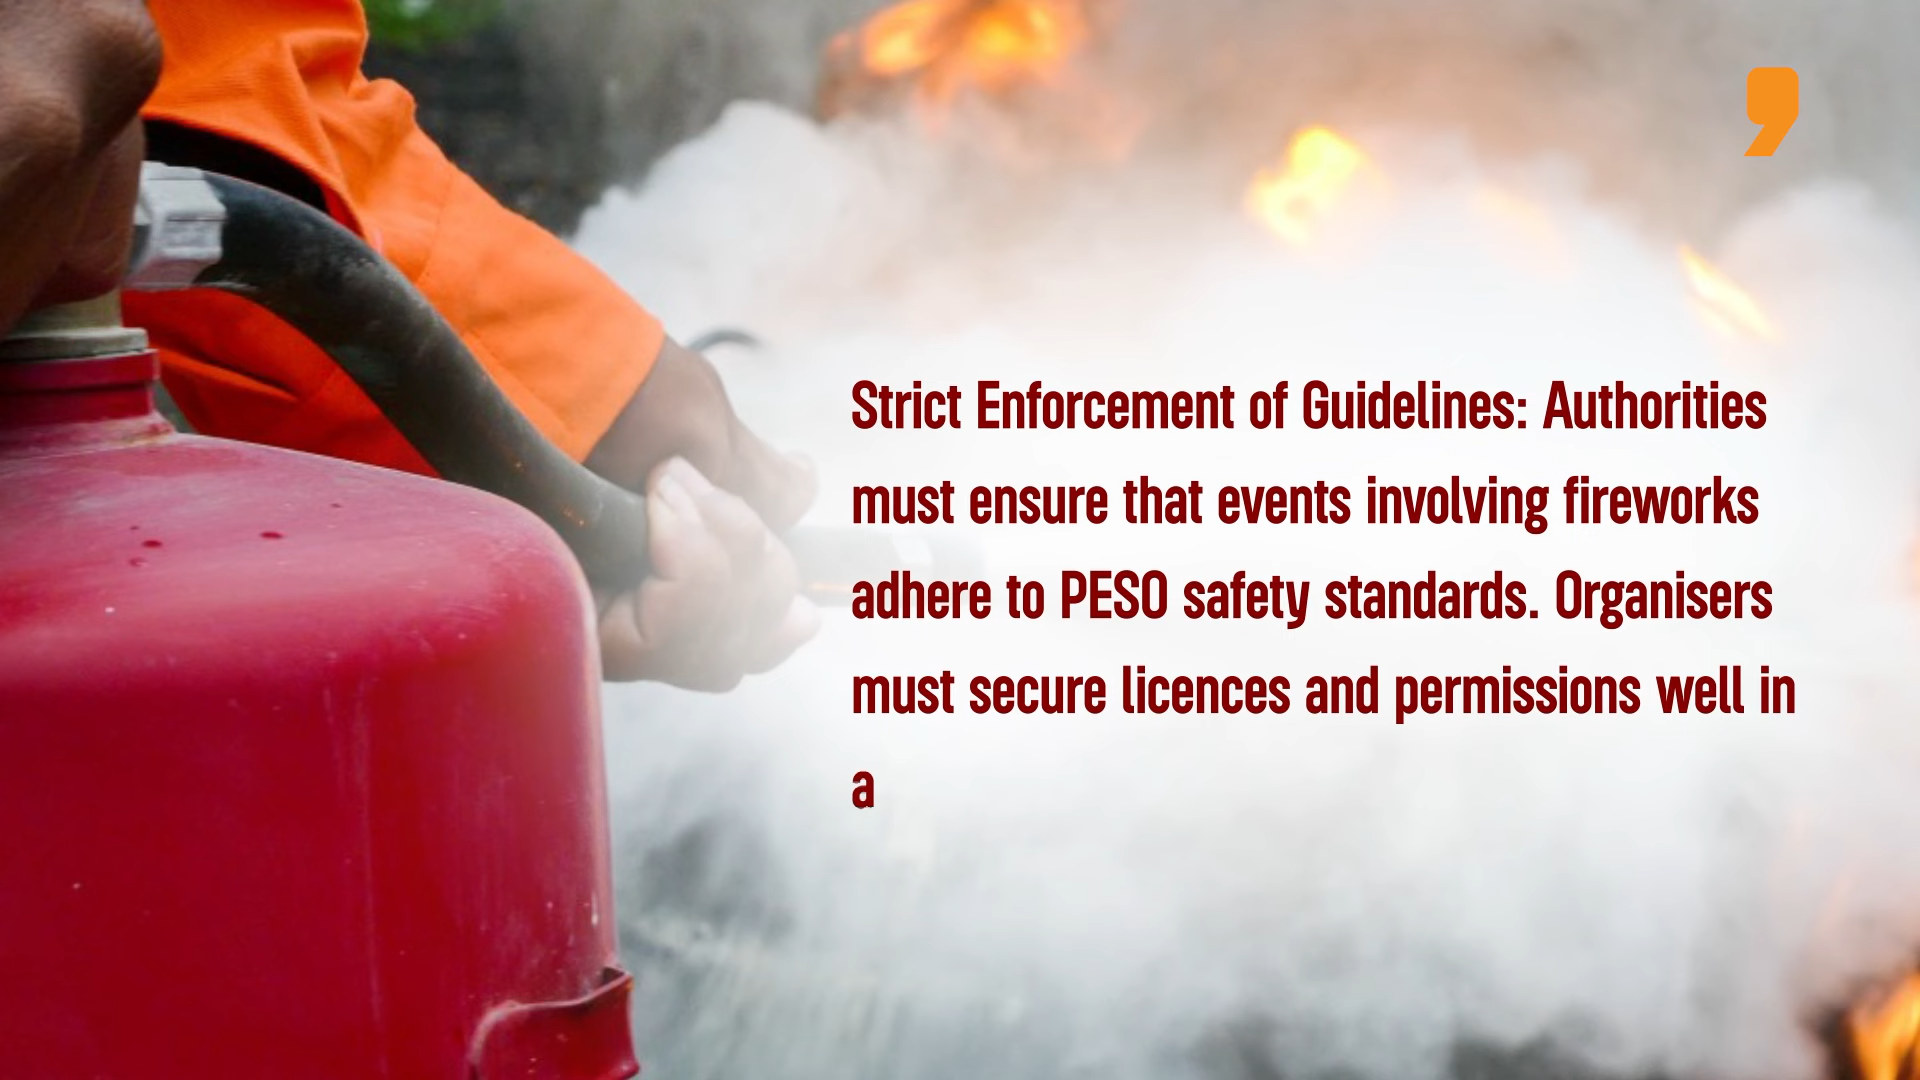 Strict Enforcement of Guidelines: Authorities
must ensure that events involving fireworks
adhere to PESO safety standards. Organisers
must secure licences and permissions well in
a